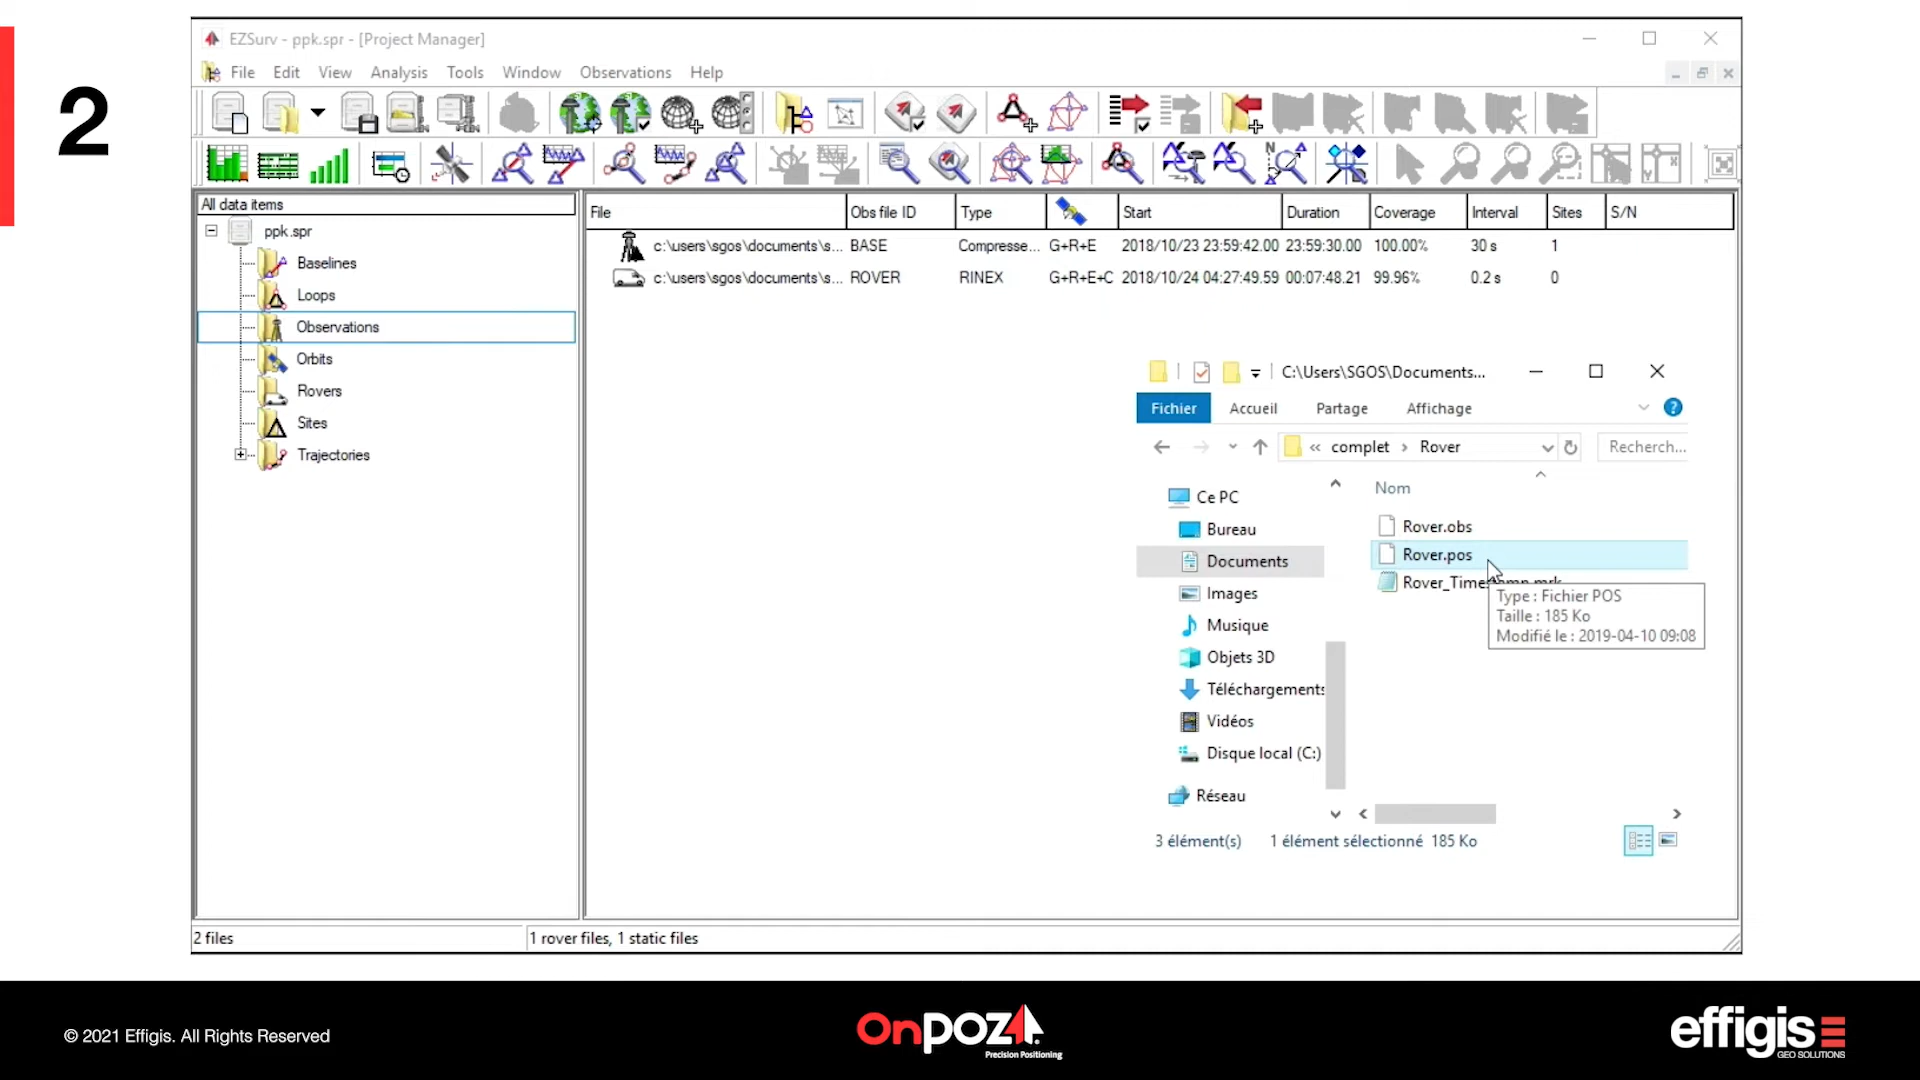 2
EZSurv - ppk.spr - [Project Manager]
File Edit View Analysis Tools Window Observations Help
All data items
ppk.spr
Baselines
Loops
Observations
Orbits
Rovers
Sites
Trajectories
File Obs file ID Type Start Duration Coverage Interval Sites S/N
c:\users\sgos\documents\s... BASE Compresse... G+R+E 2018/10/23 23:59:42.00 23:59:30.00 100.00% 30 s 1
c:\users\sgos\documents\s... ROVER RINEX G+R+E+C 2018/10/24 04:27:49.59 00:07:48.21 99.96% 0.2 s 0
C:\Users\SGOS\Documents...
Fichier Accueil Partage Affichage
« complet › Rover Recherch...
Ce PC
Bureau
Documents
Images
Musique
Objets 3D
Téléchargements
Vidéos
Disque local (C:)
Réseau
Nom
Rover.obs
Rover.pos
Type : Fichier POS
Taille : 185 Ko
Modifié le : 2019-04-10 09:08
3 élément(s) 1 élément sélectionné 185 Ko
2 files 1 rover files, 1 static files
© 2021 Effigis. All Rights Reserved
Onpoz
Precision Positioning
effigis
GEO SOLUTIONS